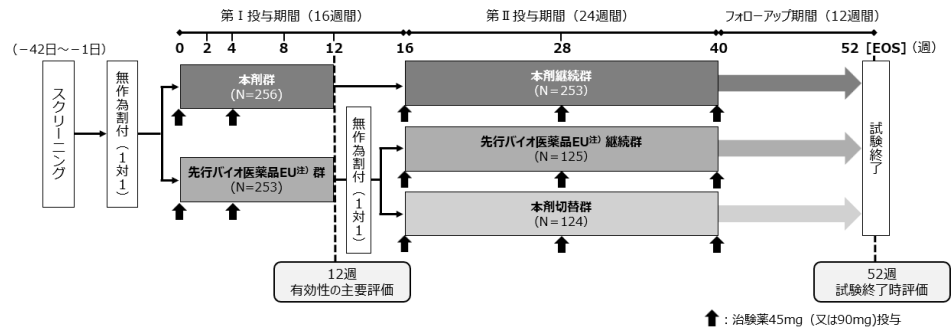 第Ⅰ投与期間（16週間）
第Ⅱ投与期間（24週間）
フォローアップ期間（12週間）
（−42日～−1日）
0 2 4 8 12 16 28 40 52 [EOS]（週）
スクリーニング
無作為割付（1対1）
本剤群
(N=256)
先行バイオ医薬品EU注）群
(N=253)
無作為割付（1対1）
本剤継続群
(N=253)
先行バイオ医薬品EU注）継続群
(N=125)
本剤切替群
(N=124)
試験終了
12週
有効性の主要評価
52週
試験終了時評価
：治験薬45mg（又は90mg)投与